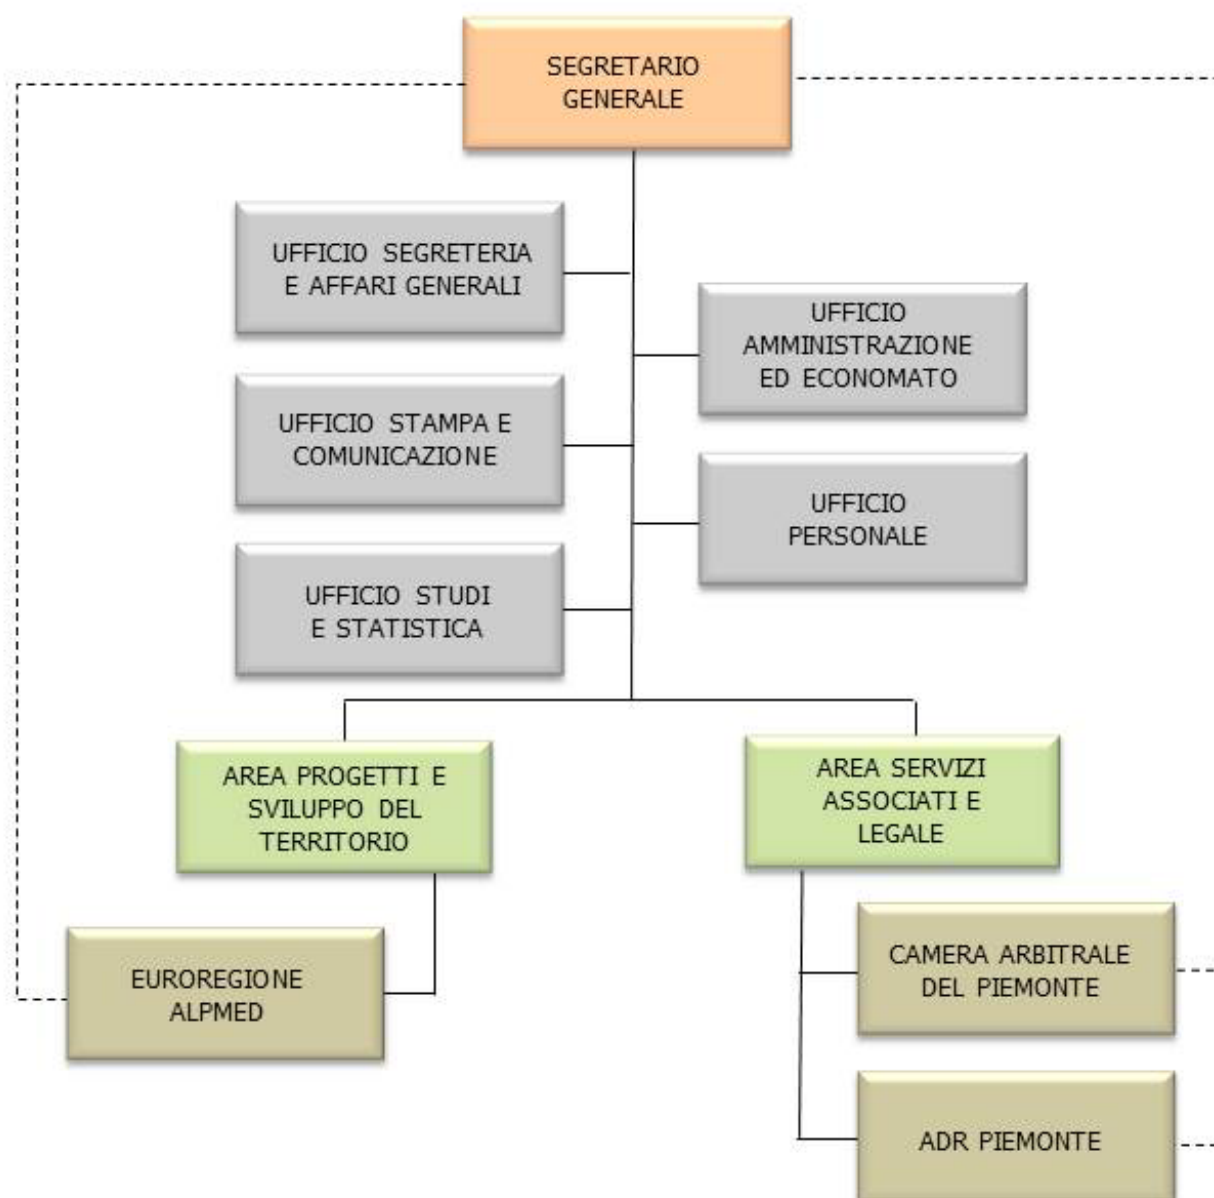 SEGRETARIO
GENERALE
UFFICIO SEGRETERIA
E AFFARI GENERALI
UFFICIO
AMMINISTRAZIONE
ED ECONOMATO
UFFICIO STAMPA E
COMUNICAZIONE
UFFICIO
PERSONALE
UFFICIO STUDI
E STATISTICA
AREA PROGETTI E
SVILUPPO DEL
TERRITORIO
AREA SERVIZI
ASSOCIATI E
LEGALE
EUROREGIONE
ALPMED
CAMERA ARBITRALE
DEL PIEMONTE
ADR PIEMONTE